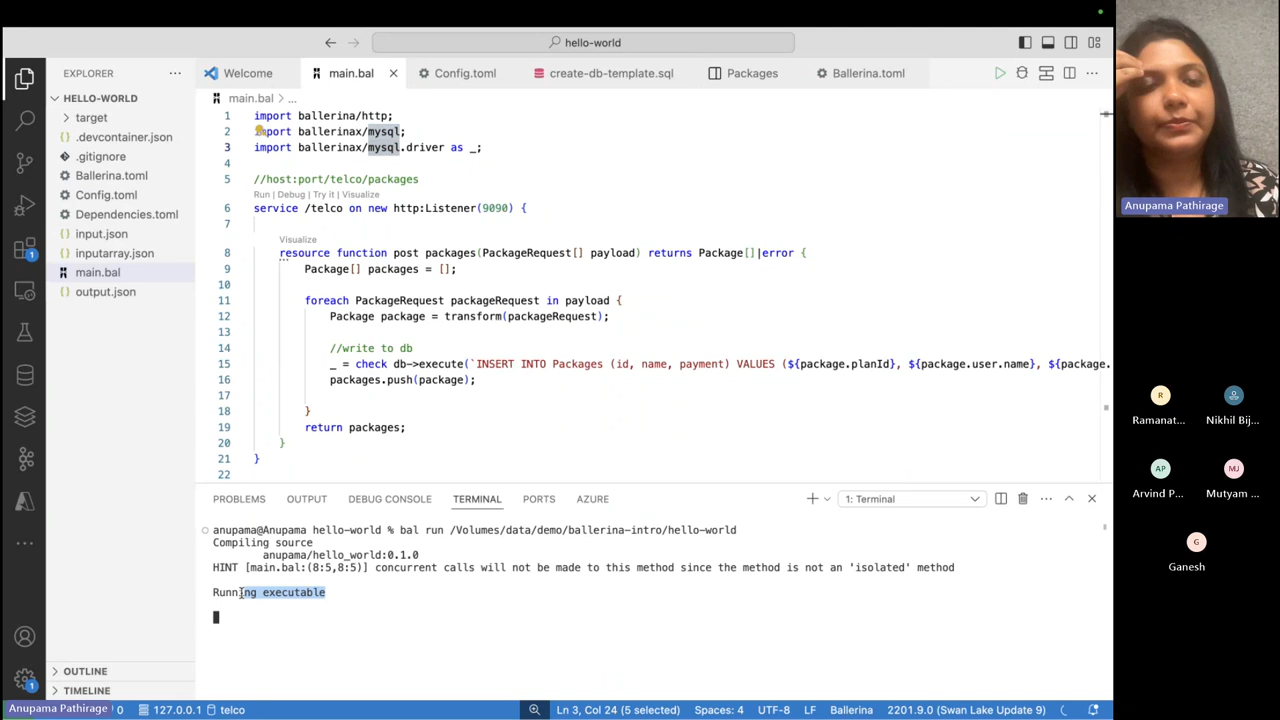 hello-world
EXPLORER
Welcome
main.bal
Config.toml
create-db-template.sql
Packages
Ballerina.toml
HELLO-WORLD
target
.devcontainer.json
.gitignore
Ballerina.toml
Config.toml
Dependencies.toml
input.json
inputarray.json
main.bal
output.json
OUTLINE
TIMELINE
main.bal > ...
1 import ballerina/http;
2 import ballerinax/mysql;
3 import ballerinax/mysql.driver as _;
4
5 //host:port/telco/packages
Run | Debug | Try it | Visualize
6 service /telco on new http:Listener(9090) {
7
Visualize
8 resource function post packages(PackageRequest[] payload) returns Package[]|error {
9 Package[] packages = [];
10
11 foreach PackageRequest packageRequest in payload {
12 Package package = transform(packageRequest);
13
14 //write to db
15 _ = check db->execute(`INSERT INTO Packages (id, name, payment) VALUES (${package.planId}, ${package.user.name}, ${package.
16 packages.push(package);
17
18 }
19 return packages;
20 }
21 }
22
PROBLEMS
OUTPUT
DEBUG CONSOLE
TERMINAL
PORTS
AZURE
1: Terminal
anupama@Anupama hello-world % bal run /Volumes/data/demo/ballerina-intro/hello-world
Compiling source
anupama/hello_world:0.1.0
HINT [main.bal:(8:5,8:5)] concurrent calls will not be made to this method since the method is not an 'isolated' method
Running executable
1
1
Anupama Pathirage
0
127.0.0.1
telco
Ln 3, Col 24 (5 selected)
Spaces: 4
UTF-8
LF
Ballerina
2201.9.0 (Swan Lake Update 9)
Anupama Pathirage
R
Ramanat...
Nikhil Bij...
AP
Arvind P...
MJ
Mutyam ...
G
Ganesh